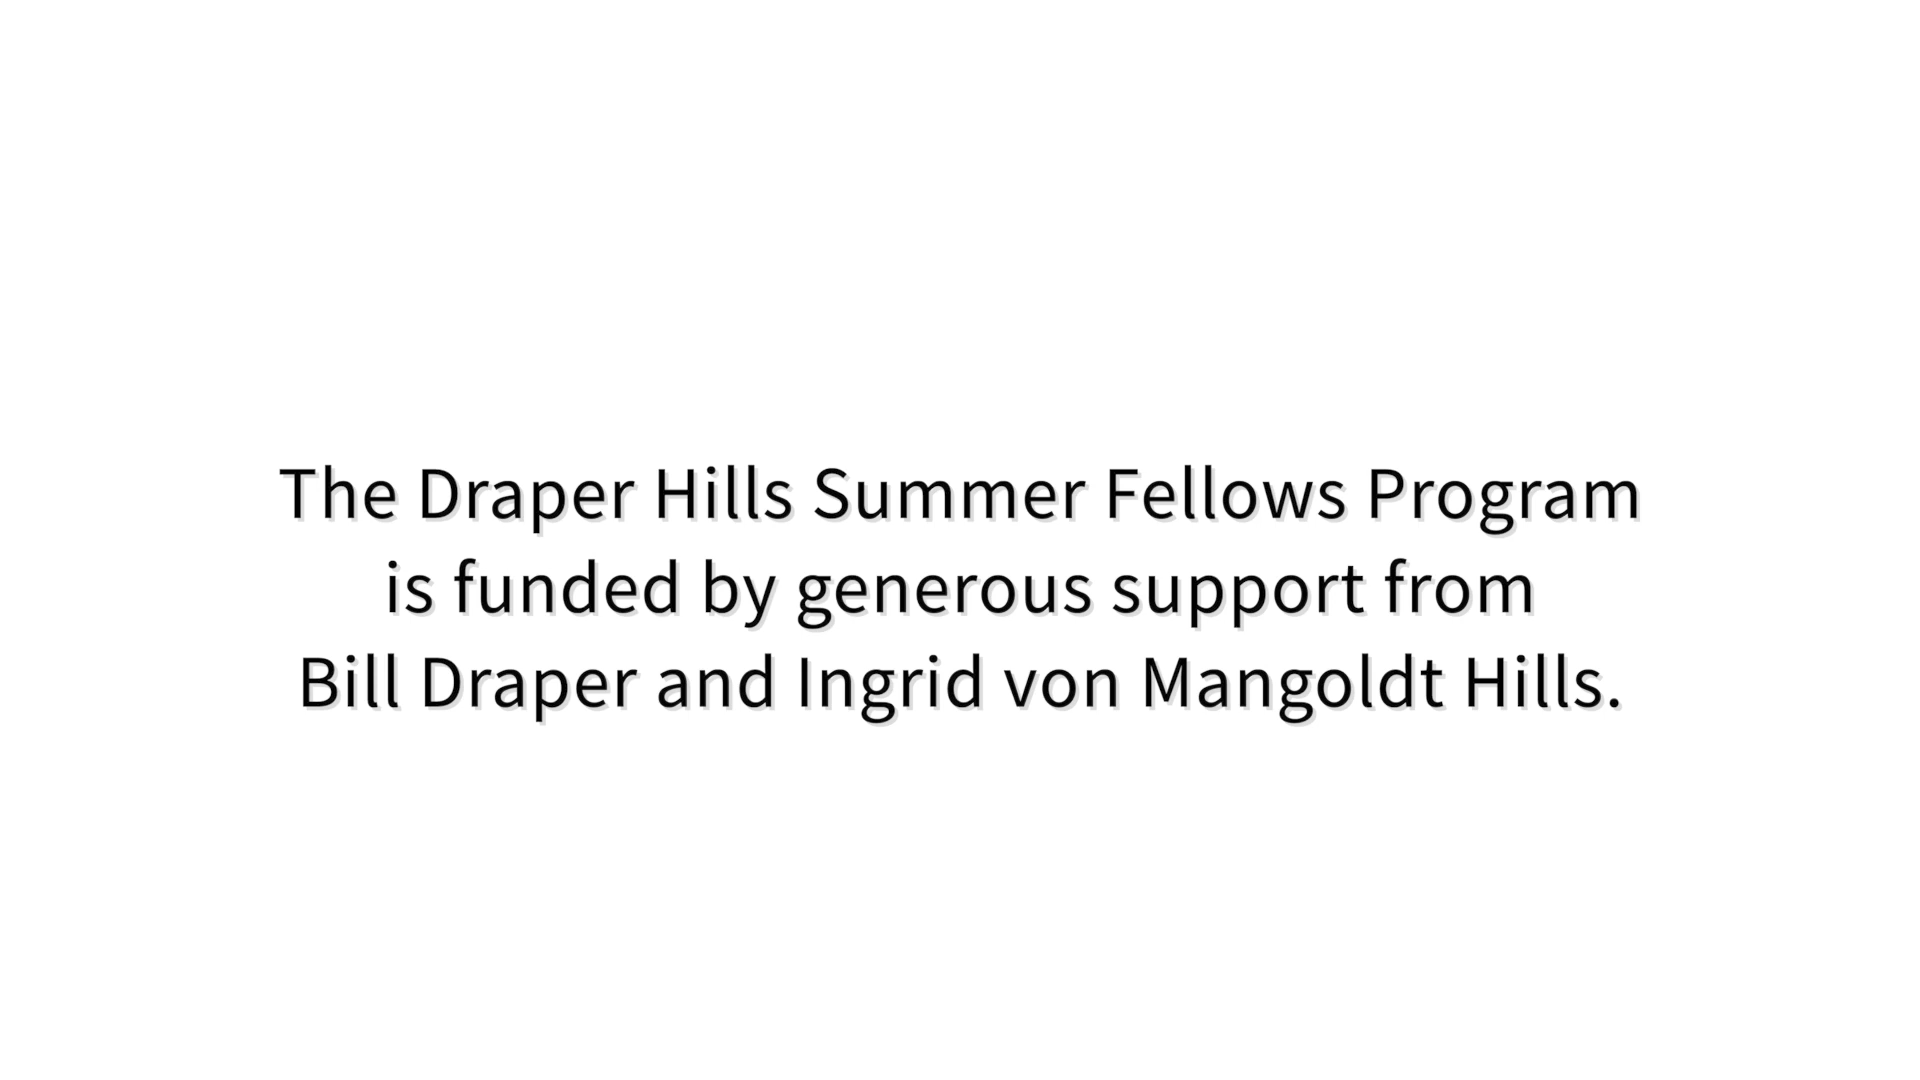 The Draper Hills Summer Fellows Program
is funded by generous support from
Bill Draper and Ingrid von Mangoldt Hills.